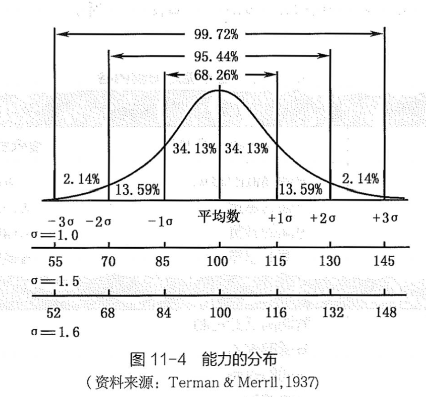 99.72%
95.44%
68.26%
34.13% 34.13%
2.14% 13.59% 13.59% 2.14%
-3σ -2σ -1σ 平均数 +1σ +2σ +3σ
σ=1.0
55 70 85 100 115 130 145
σ=1.5
52 68 84 100 116 132 148
σ=1.6
图 11-4 能力的分布
(资料来源：Terman & Merrll,1937)